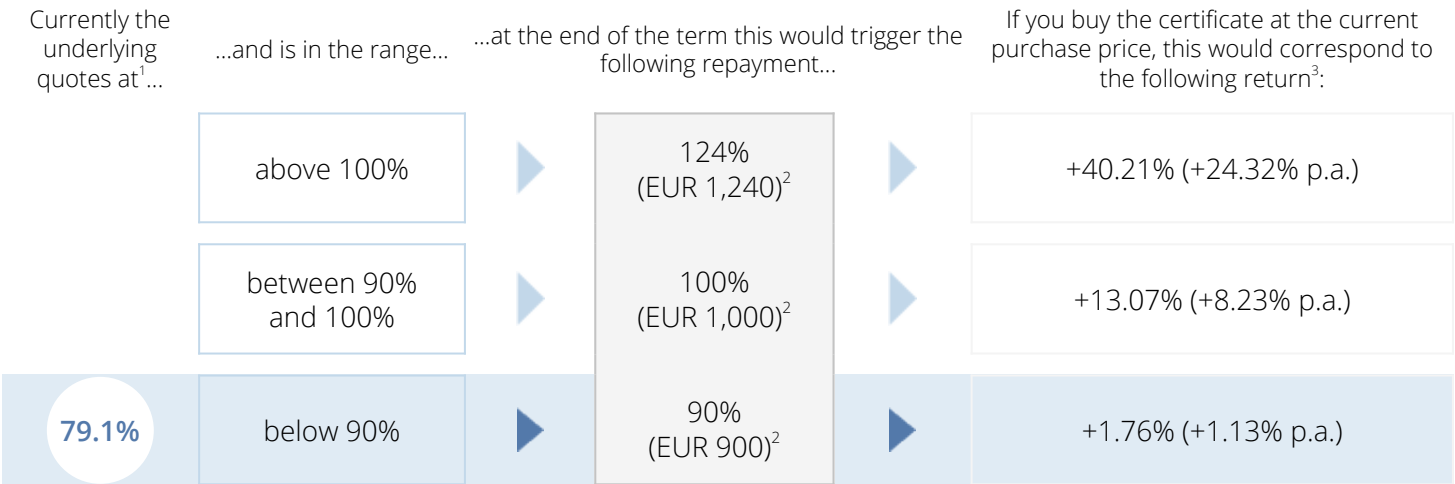 Currently the
underlying
quotes at¹...
...and is in the range...
...at the end of the term this would trigger the
following repayment...
If you buy the certificate at the current
purchase price, this would correspond to
the following return³:
above 100%
124%
(EUR 1,240)²
+40.21% (+24.32% p.a.)
between 90%
and 100%
100%
(EUR 1,000)²
+13.07% (+8.23% p.a.)
79.1%
below 90%
90%
(EUR 900)²
+1.76% (+1.13% p.a.)